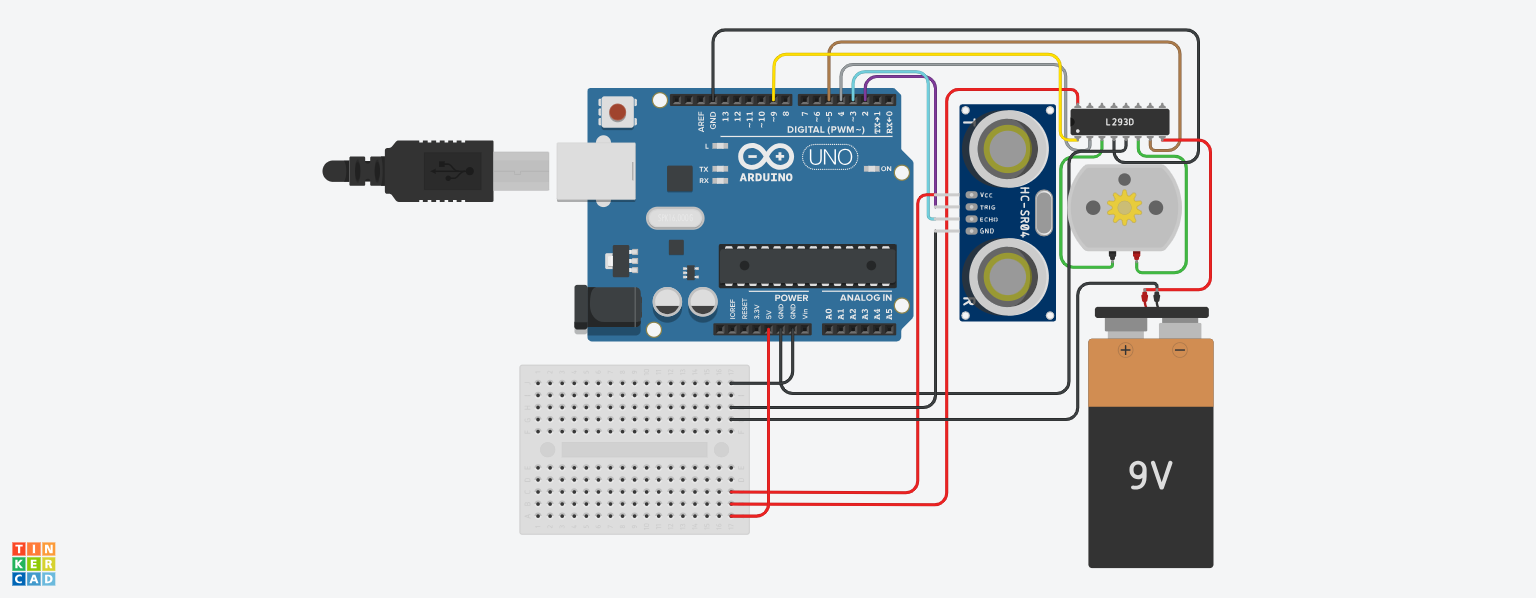 AREF
GND
13
12
~11
~10
~9
8
7
~6
~5
4
~3
2
TX→1
RX←0
DIGITAL (PWM~)
L
TX
RX
ON
UNO
ARDUINO
L293D
T
HC-SR04
Vcc
TRIG
ECHO
GND
R
POWER
ANALOG IN
IOREF
RESET
3.3V
5V
GND
GND
Vin
A0
A1
A2
A3
A4
A5
+
−
9V
TIN
KER
CAD